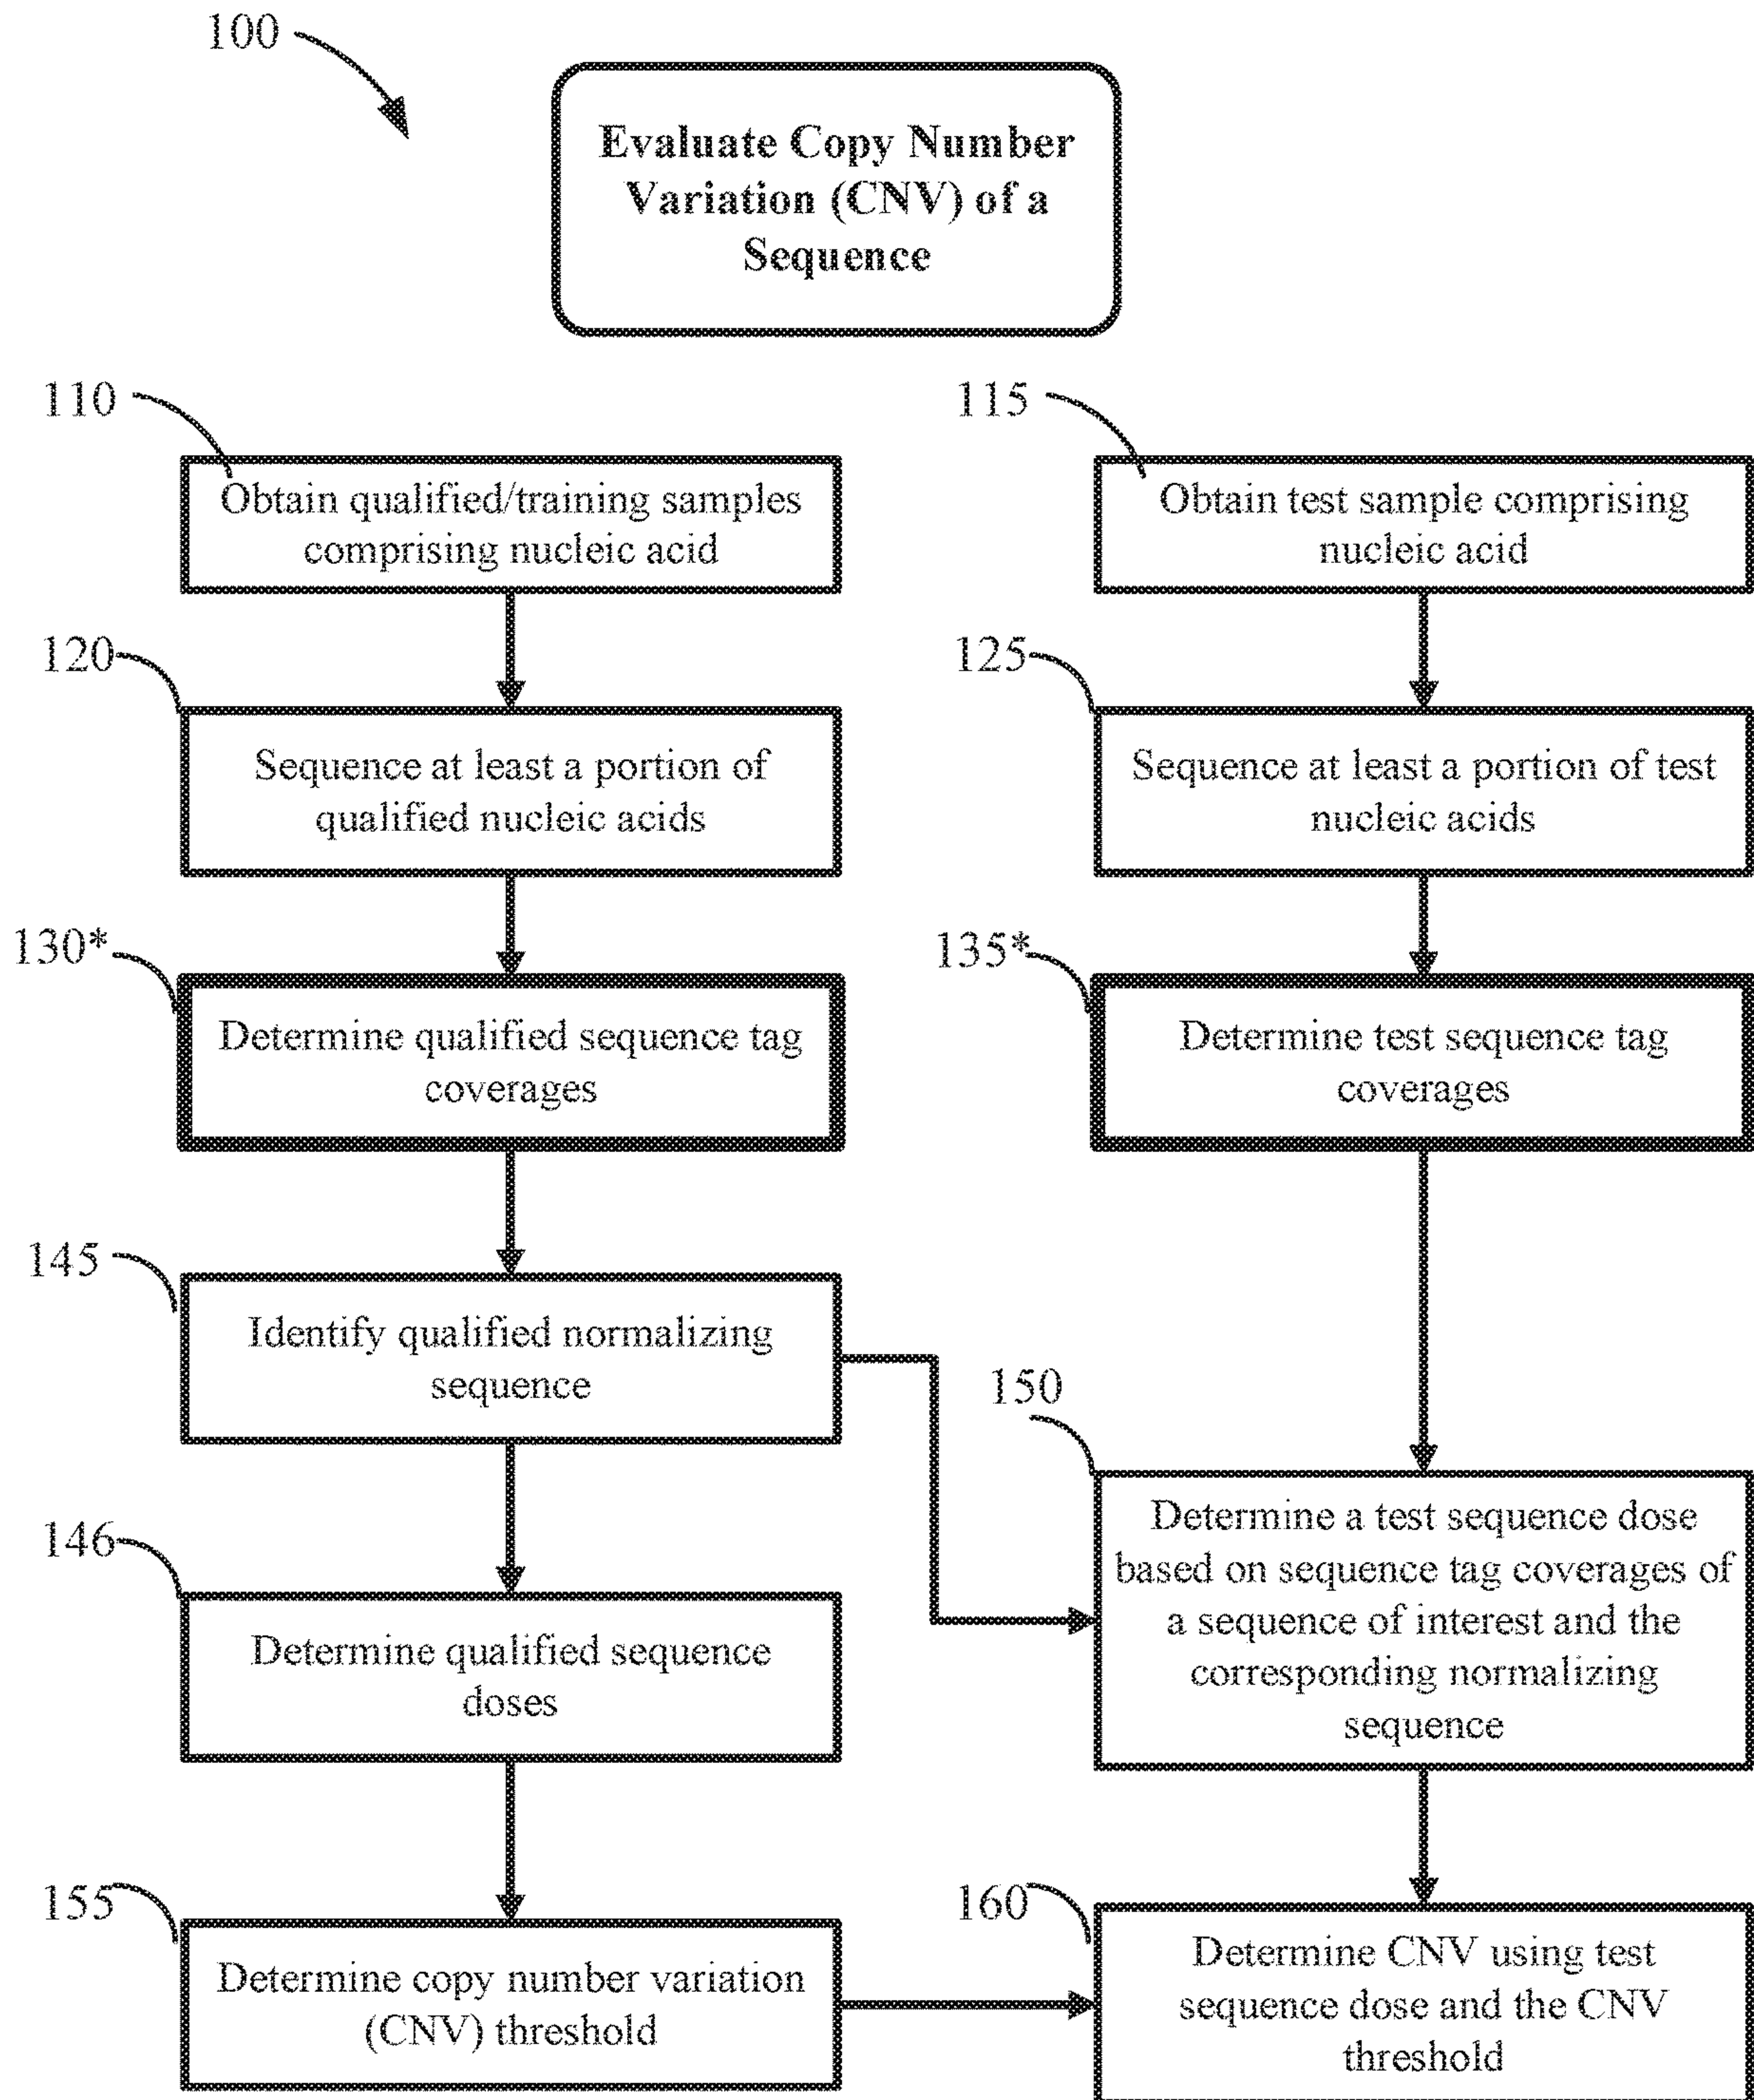 100
Evaluate Copy Number
Variation (CNV) of a
Sequence
110
Obtain qualified/training samples
comprising nucleic acid
115
Obtain test sample comprising
nucleic acid
120
Sequence at least a portion of
qualified nucleic acids
125
Sequence at least a portion of test
nucleic acids
130*
Determine qualified sequence tag
coverages
135*
Determine test sequence tag
coverages
145
Identify qualified normalizing
sequence
150
Determine a test sequence dose
based on sequence tag coverages of
a sequence of interest and the
corresponding normalizing
sequence
146
Determine qualified sequence
doses
155
Determine copy number variation
(CNV) threshold
160
Determine CNV using test
sequence dose and the CNV
threshold